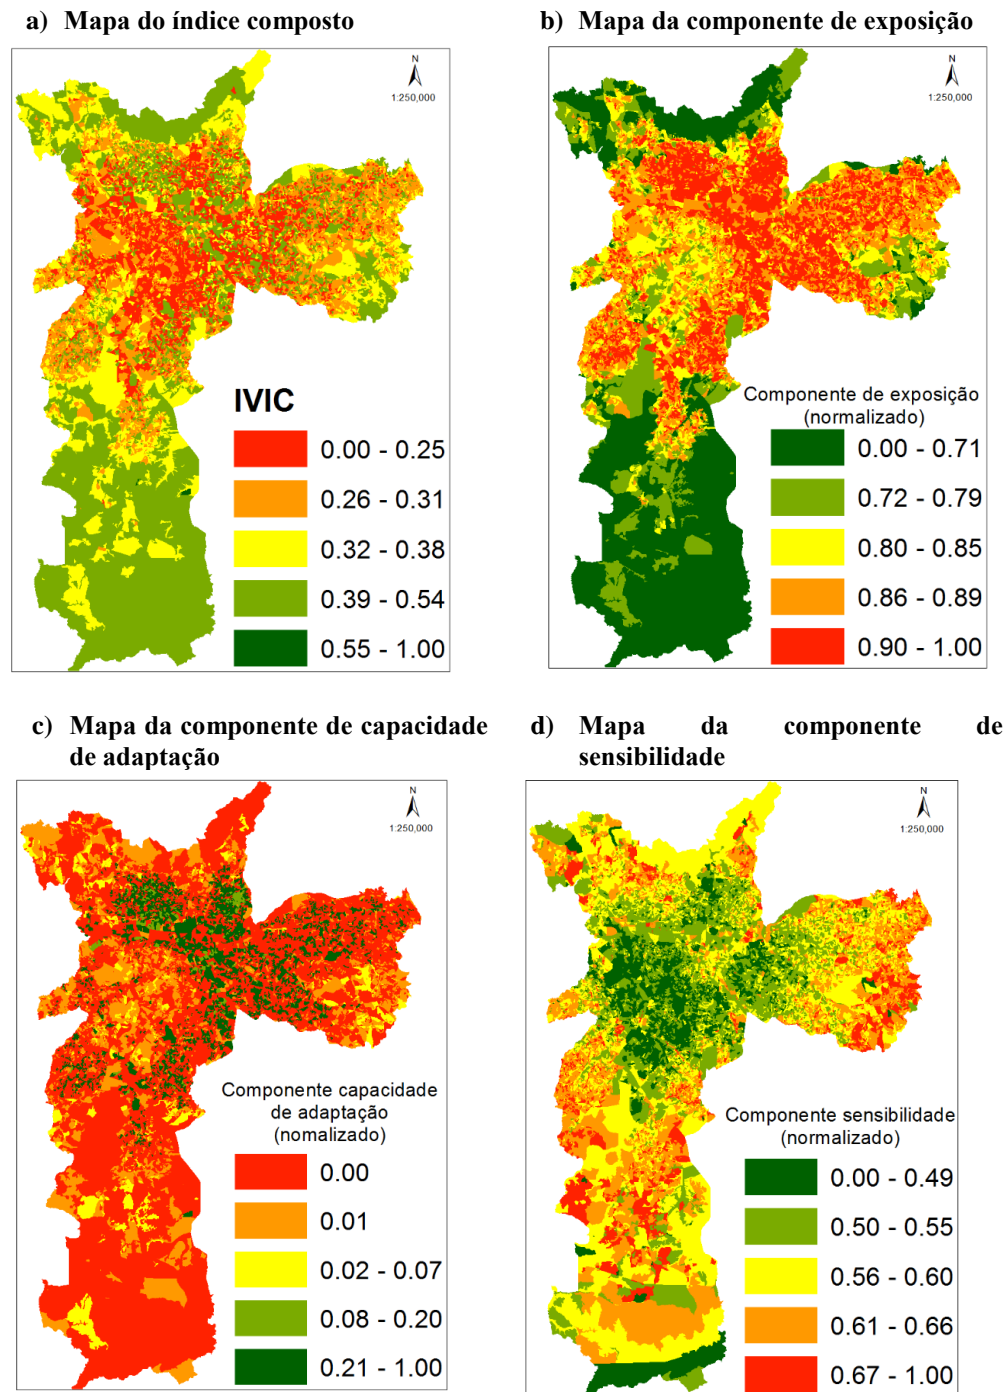 a) Mapa do índice composto
N
1:250,000
IVIC
0.00 - 0.25
0.26 - 0.31
0.32 - 0.38
0.39 - 0.54
0.55 - 1.00
b) Mapa da componente de exposição
N
1:250,000
Componente de exposição
(normalizado)
0.00 - 0.71
0.72 - 0.79
0.80 - 0.85
0.86 - 0.89
0.90 - 1.00
c) Mapa da componente de capacidade
de adaptação
N
1:250,000
Componente capacidade
de adaptação
(nomalizado)
0.00
0.01
0.02 - 0.07
0.08 - 0.20
0.21 - 1.00
d) Mapa da componente de
sensibilidade
N
1:250,000
Componente sensibilidade
(normalizado)
0.00 - 0.49
0.50 - 0.55
0.56 - 0.60
0.61 - 0.66
0.67 - 1.00